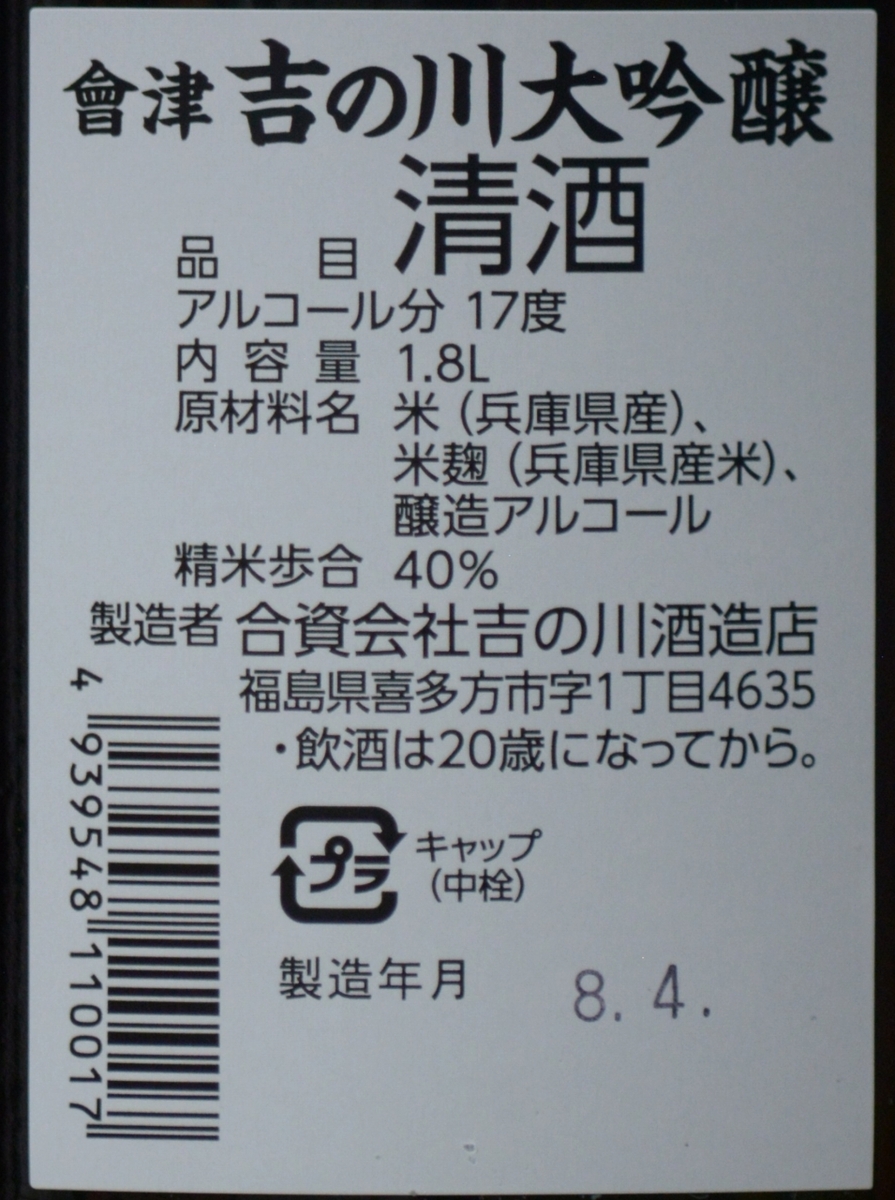 會津 吉の川大吟醸
品目 清酒
アルコール分 17度
内容量 1.8L
原材料名 米（兵庫県産）、
米麹（兵庫県産米）、
醸造アルコール
精米歩合 40%
製造者 合資会社吉の川酒造店
福島県喜多方市字1丁目4635
・飲酒は20歳になってから。
プラ
キャップ
（中栓）
製造年月 8.4.
4 939548 110017